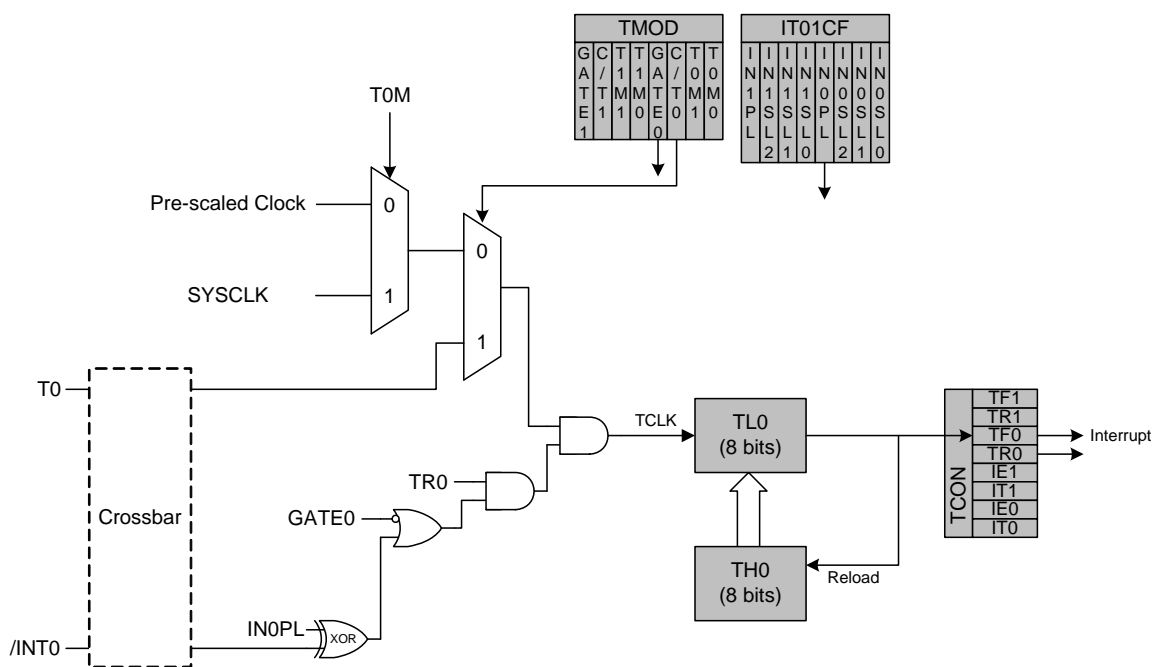 TMOD
GATE1
C/T1
T1M1
T1M0
GATE0
C/T0
T0M1
T0M0
IT01CF
IN1PL
IN1SL2
IN1SL1
IN1SL0
IN0PL
IN0SL2
IN0SL1
IN0SL0
T0M
Pre-scaled Clock
0
SYSCLK
1
0
1
T0
Crossbar
/INT0
TR0
GATE0
IN0PL
XOR
TCLK
TL0
(8 bits)
TH0
(8 bits)
Reload
TCON
TF1
TR1
TF0
TR0
IE1
IT1
IE0
IT0
Interrupt